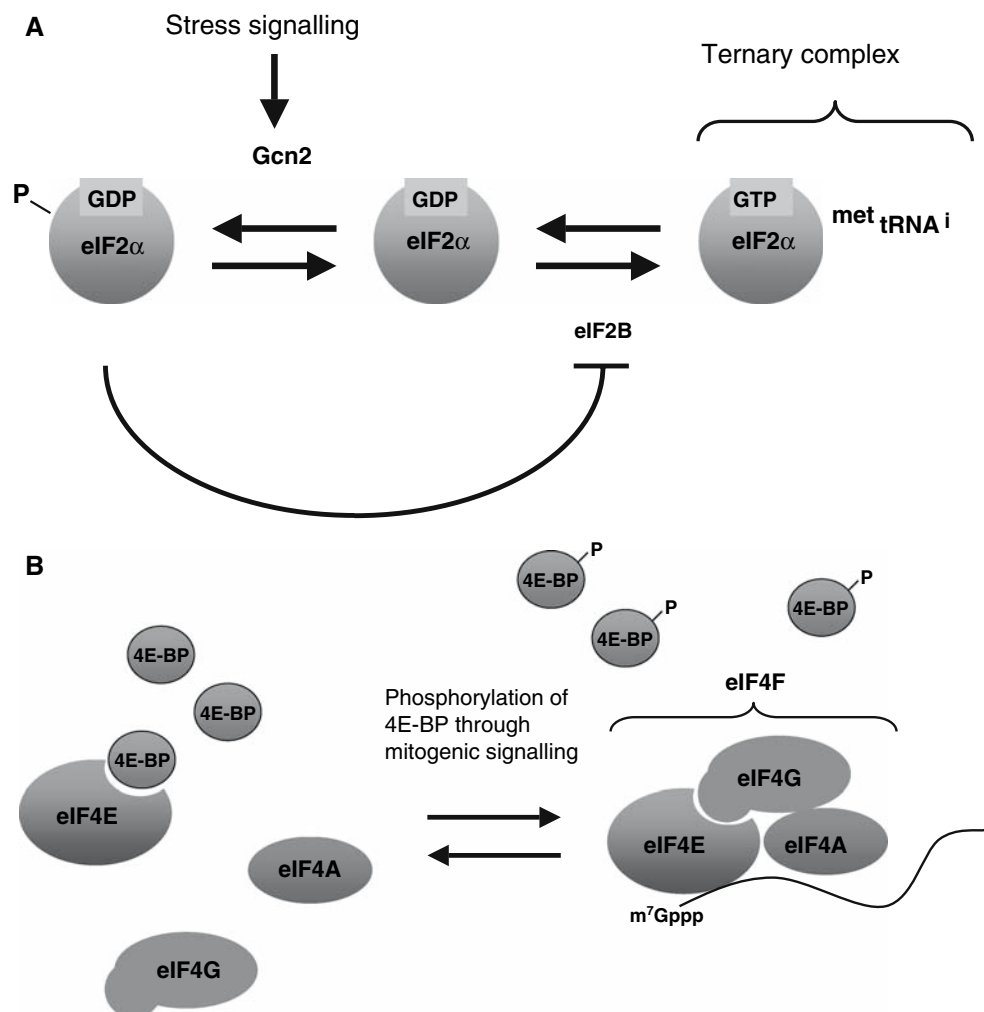 A
Stress signalling
Ternary complex
Gcn2
P
GDP
eIF2α
GDP
eIF2α
GTP
eIF2α
met tRNA i
eIF2B
B
4E-BP
P
4E-BP
P
4E-BP
P
4E-BP
4E-BP
4E-BP
eIF4E
Phosphorylation of
4E-BP through
mitogenic signalling
eIF4F
eIF4G
eIF4E
eIF4A
m⁷Gppp
eIF4A
eIF4G